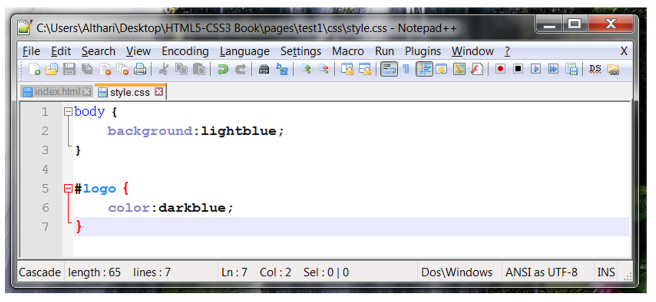 C:\Users\Althari\Desktop\HTML5-CSS3 Book\pages\test1\css\style.css - Notepad++
File Edit Search View Encoding Language Settings Macro Run Plugins Window ? X
index.html style.css
1 body {
2 background:lightblue;
3 }
4
5 #logo {
6 color:darkblue;
7 }
Cascade length : 65 lines : 7 Ln : 7 Col : 2 Sel : 0 | 0 Dos\Windows ANSI as UTF-8 INS